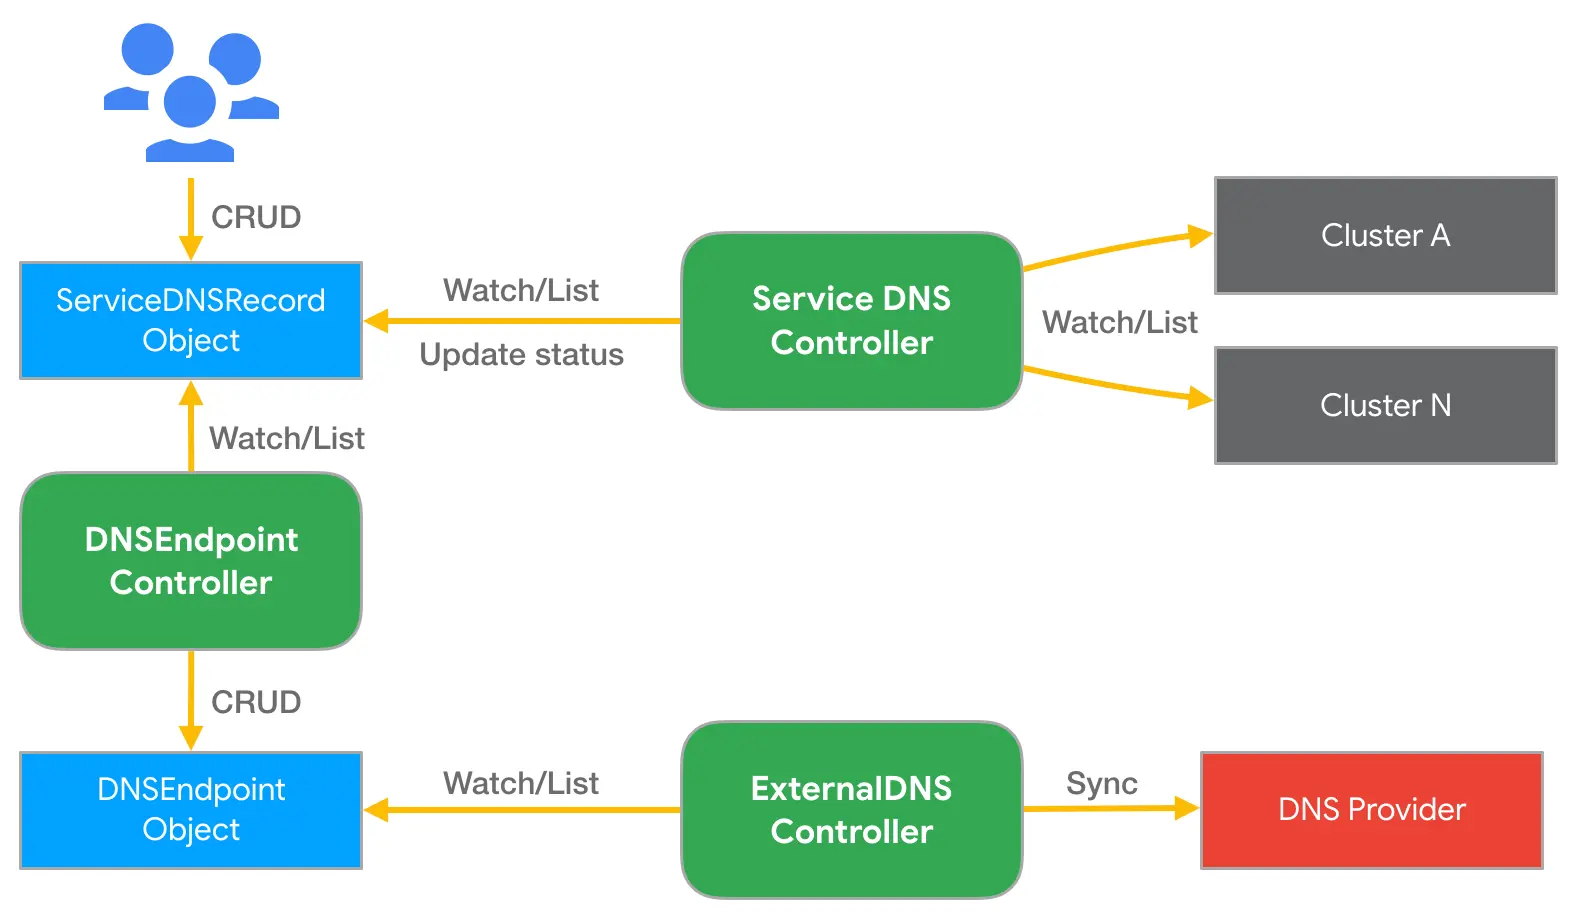 CRUD
ServiceDNSRecord
Object
Watch/List
Update status
Service DNS
Controller
Watch/List
Cluster A
Cluster N
Watch/List
DNSEndpoint
Controller
CRUD
DNSEndpoint
Object
Watch/List
ExternalDNS
Controller
Sync
DNS Provider